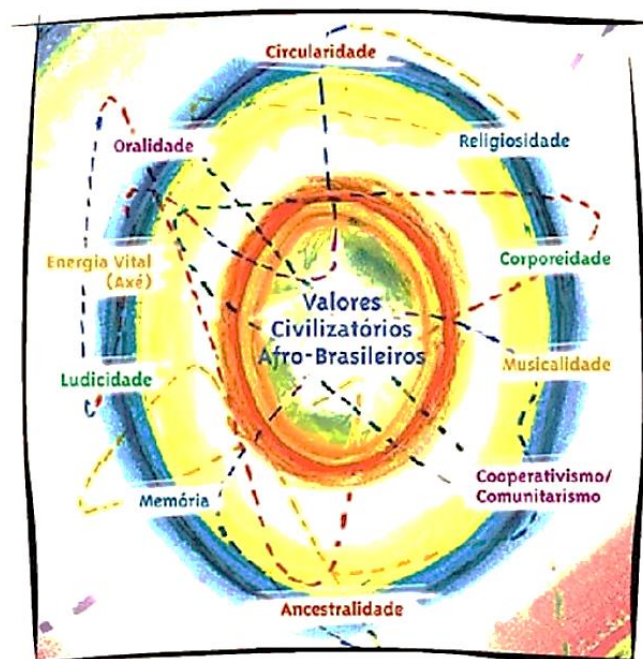 Circularidade
Oralidade
Religiosidade
Energia Vital
(Axé)
Corporeidade
Valores
Civilizatórios
Afro-Brasileiros
Ludicidade
Musicalidade
Memória
Cooperativismo/
Comunitarismo
Ancestralidade